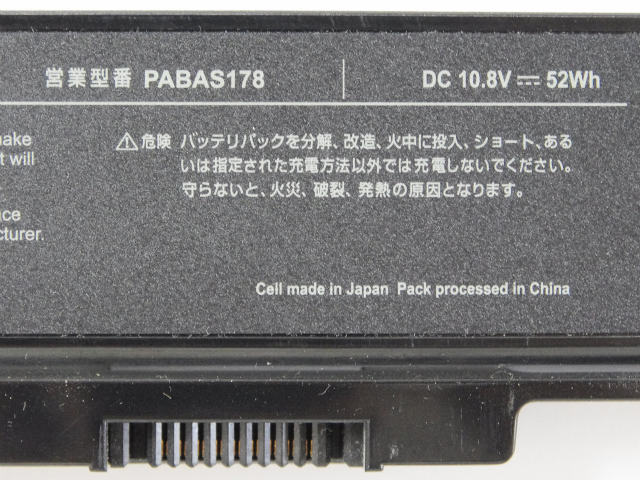 営業型番 PABAS178 DC 10.8V 52Wh
⚠危険 バッテリパックを分解、改造、火中に投入、ショート、ある
いは指定された充電方法以外では充電しないでください。
守らないと、火災、破裂、発熱の原因となります。
will
cturer.
Cell made in Japan Pack processed in China